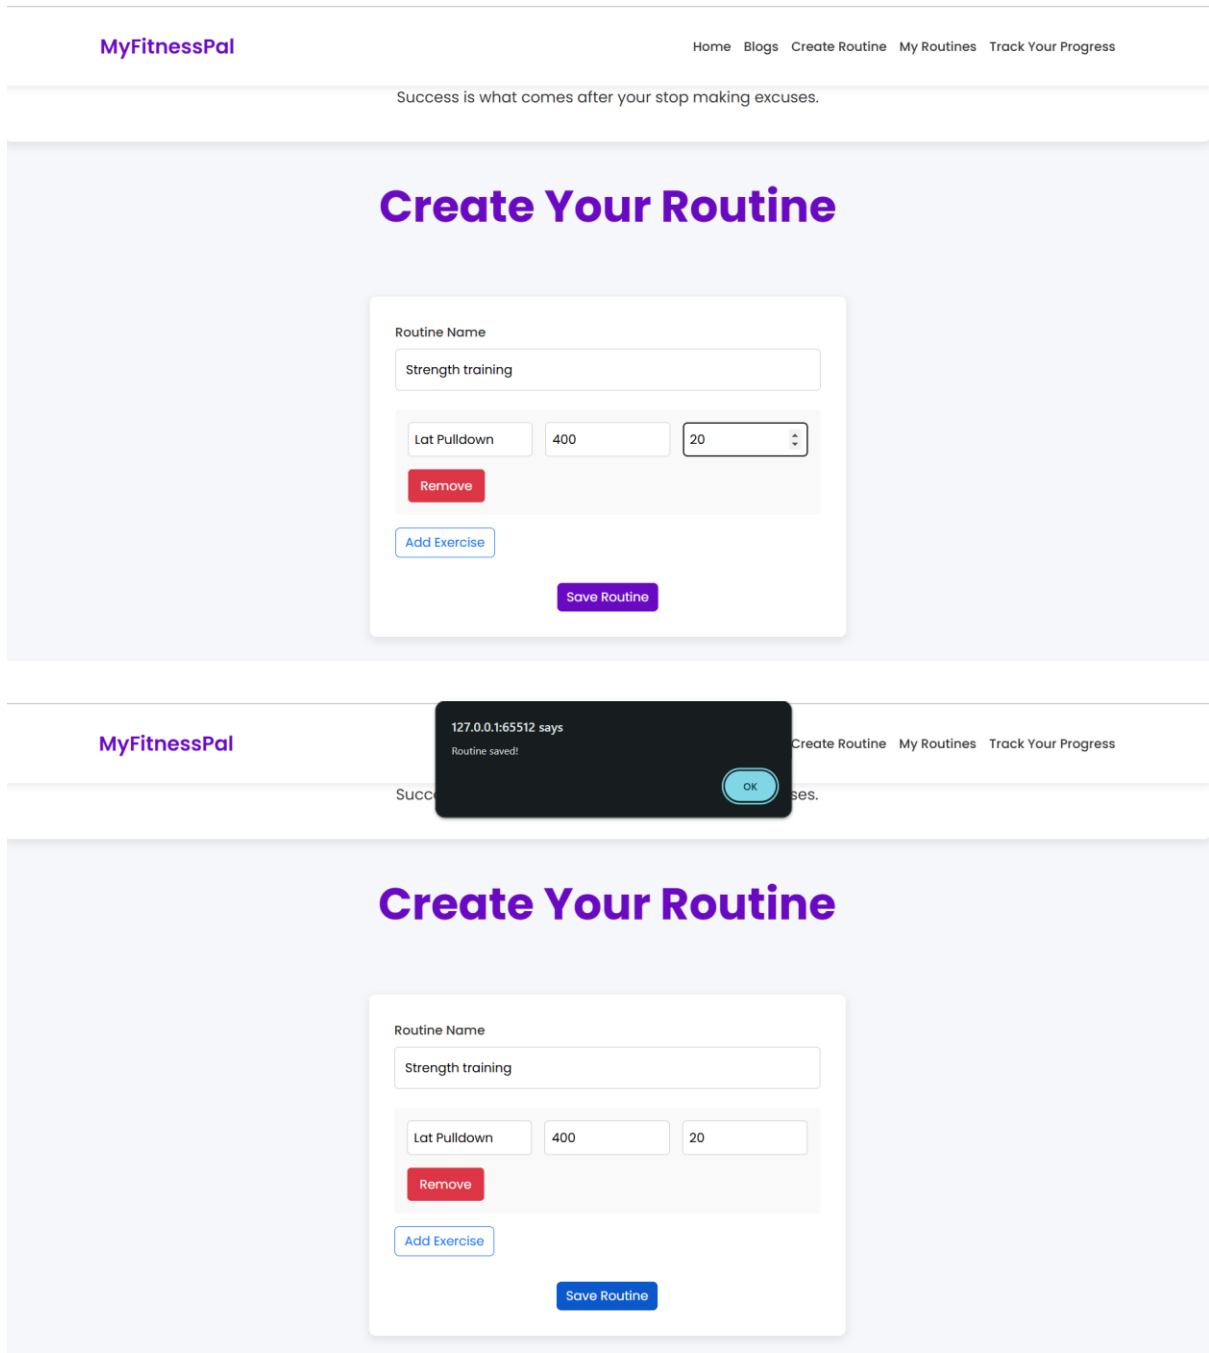 MyFitnessPal Home Blogs Create Routine My Routines Track Your Progress
Success is what comes after your stop making excuses.
Create Your Routine
Routine Name
Strength training
Lat Pulldown 400 20
Remove
Add Exercise
Save Routine
127.0.0.1:65512 says
Routine saved!
OK
MyFitnessPal Create Routine My Routines Track Your Progress
Succ ses.
Create Your Routine
Routine Name
Strength training
Lat Pulldown 400 20
Remove
Add Exercise
Save Routine